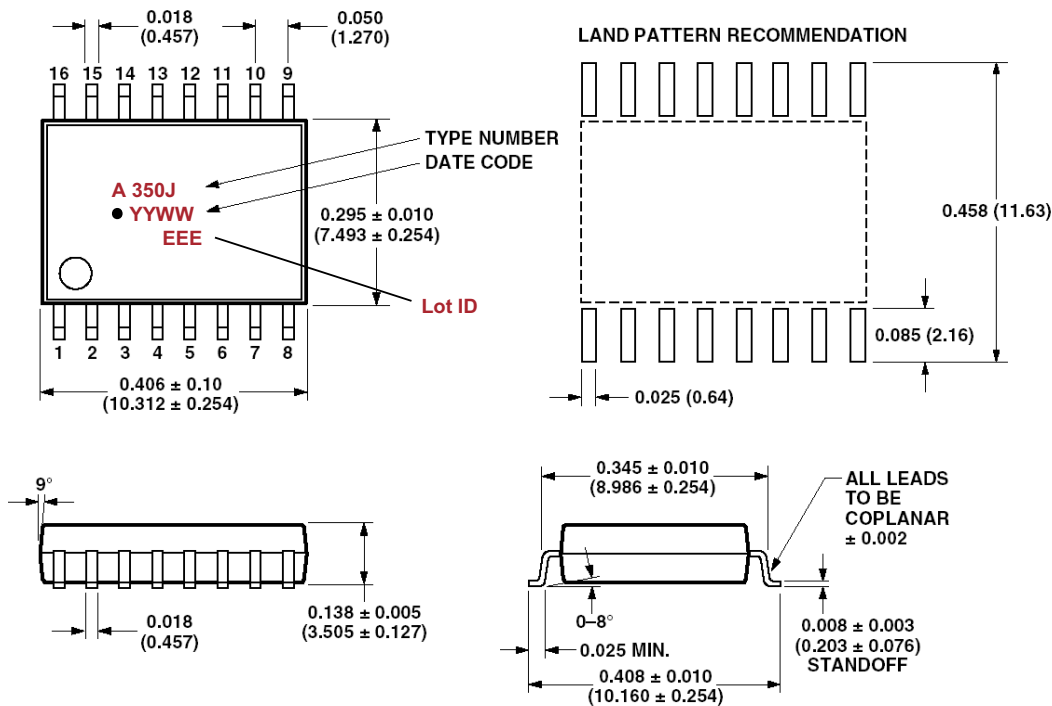 0.018
(0.457)
0.050
(1.270)
LAND PATTERN RECOMMENDATION
16 15 14 13 12 11 10 9
TYPE NUMBER
DATE CODE
A 350J
• YYWW
EEE
0.295 ± 0.010
(7.493 ± 0.254)
Lot ID
0.458 (11.63)
0.085 (2.16)
1 2 3 4 5 6 7 8
0.406 ± 0.10
(10.312 ± 0.254)
0.025 (0.64)
9°
0.018
(0.457)
0.138 ± 0.005
(3.505 ± 0.127)
0.345 ± 0.010
(8.986 ± 0.254)
ALL LEADS
TO BE
COPLANAR
± 0.002
0–8°
0.025 MIN.
0.408 ± 0.010
(10.160 ± 0.254)
0.008 ± 0.003
(0.203 ± 0.076)
STANDOFF